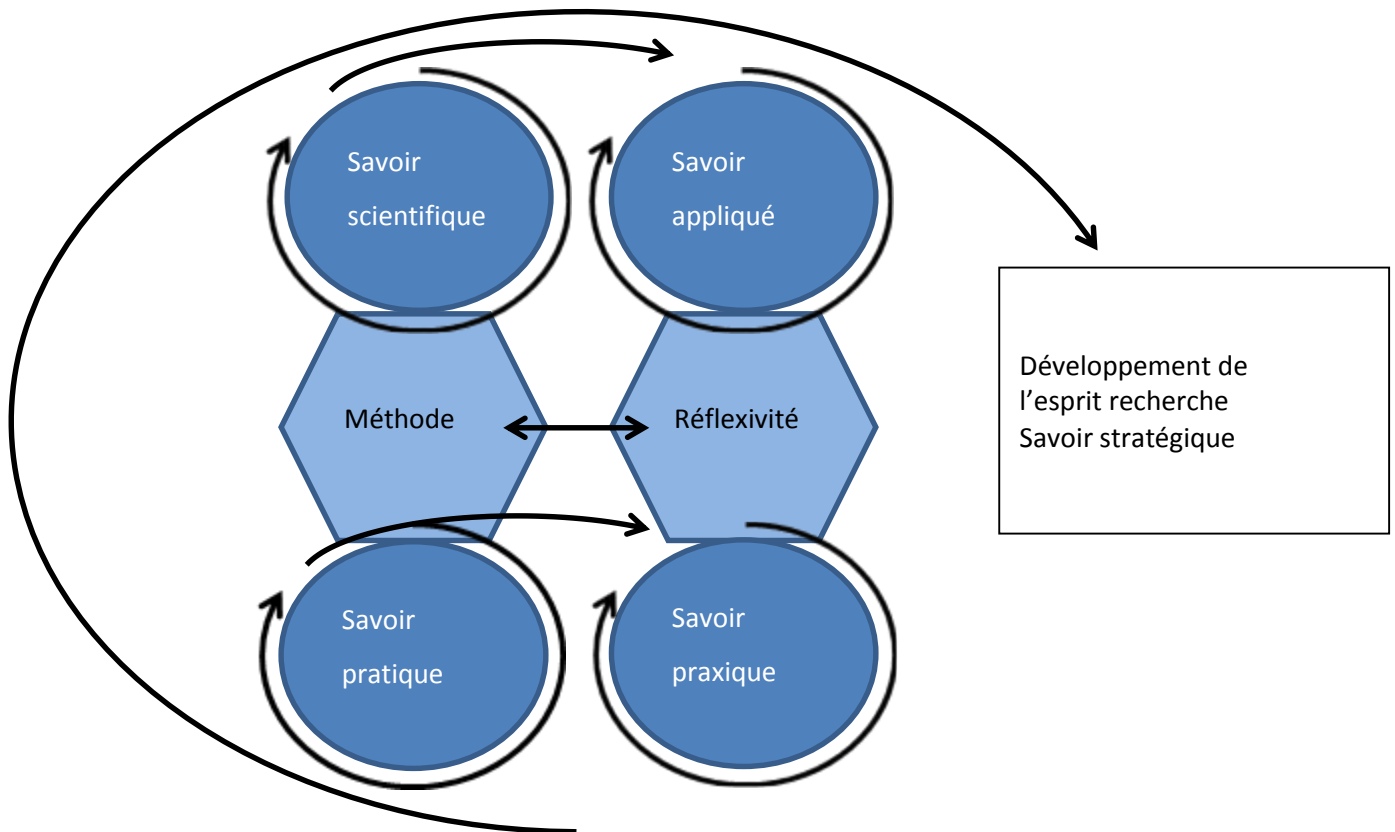 Savoir
scientifique
Savoir
appliqué
Méthode
Réflexivité
Développement de
l’esprit recherche
Savoir stratégique
Savoir
pratique
Savoir
praxique